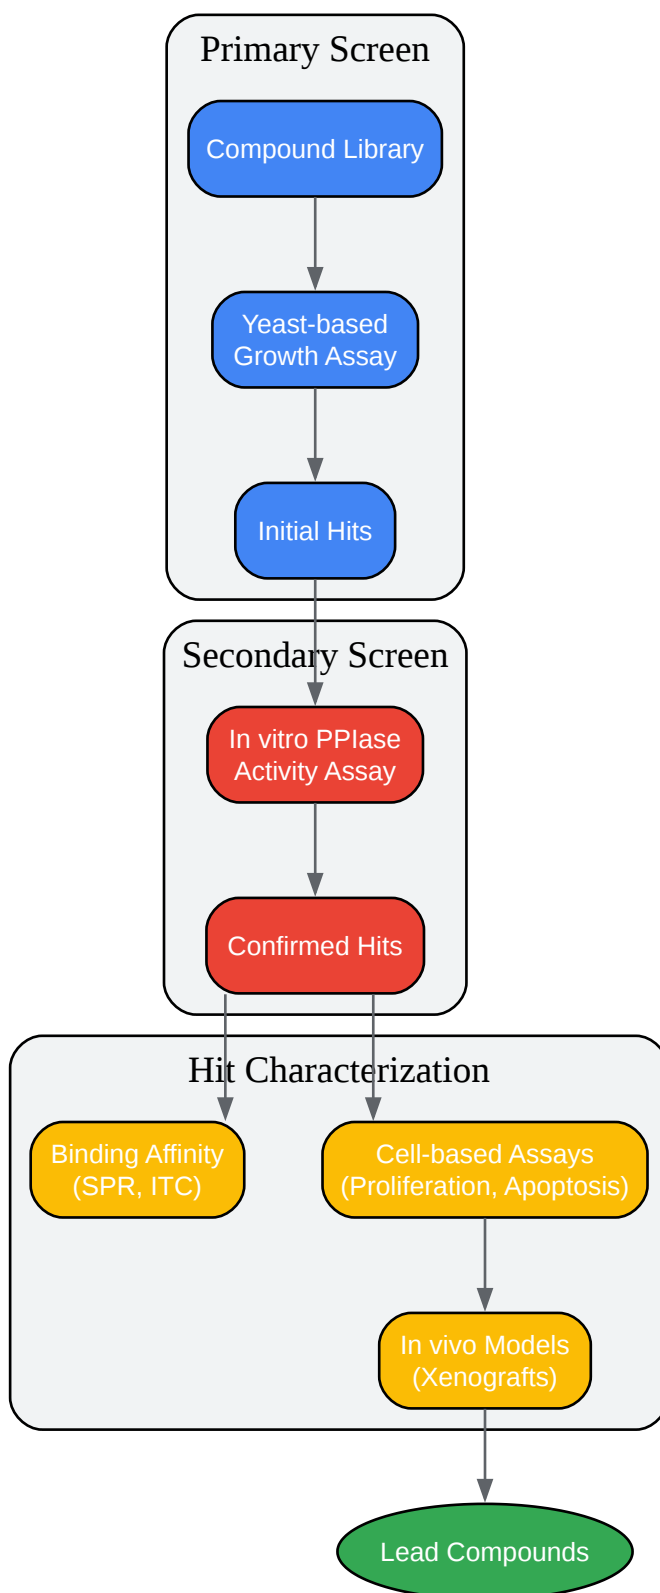 Primary Screen
Compound Library
Yeast-based
Growth Assay
Initial Hits
Secondary Screen
In vitro PPIase
Activity Assay
Confirmed Hits
Hit Characterization
Binding Affinity
(SPR, ITC)
Cell-based Assays
(Proliferation, Apoptosis)
In vivo Models
(Xenografts)
Lead Compounds